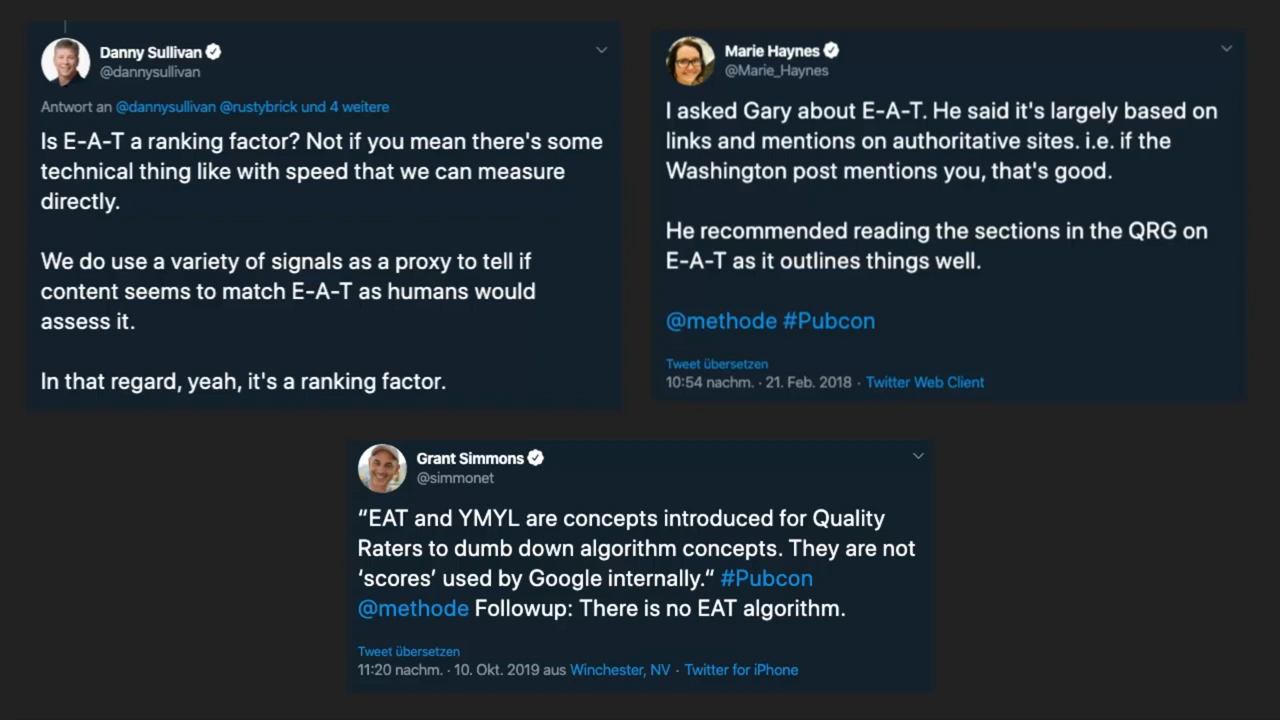 Danny Sullivan
@dannysullivan
Antwort an @dannysullivan @rustybrick und 4 weitere
Is E-A-T a ranking factor? Not if you mean there's some
technical thing like with speed that we can measure
directly.
We do use a variety of signals as a proxy to tell if
content seems to match E-A-T as humans would
assess it.
In that regard, yeah, it's a ranking factor.
Marie Haynes
@Marie_Haynes
I asked Gary about E-A-T. He said it's largely based on
links and mentions on authoritative sites. i.e. if the
Washington post mentions you, that's good.
He recommended reading the sections in the QRG on
E-A-T as it outlines things well.
@methode #Pubcon
Tweet übersetzen
10:54 nachm. · 21. Feb. 2018 · Twitter Web Client
Grant Simmons
@simmonet
“EAT and YMYL are concepts introduced for Quality
Raters to dumb down algorithm concepts. They are not
‘scores’ used by Google internally.“ #Pubcon
@methode Followup: There is no EAT algorithm.
Tweet übersetzen
11:20 nachm. · 10. Okt. 2019 aus Winchester, NV · Twitter for iPhone